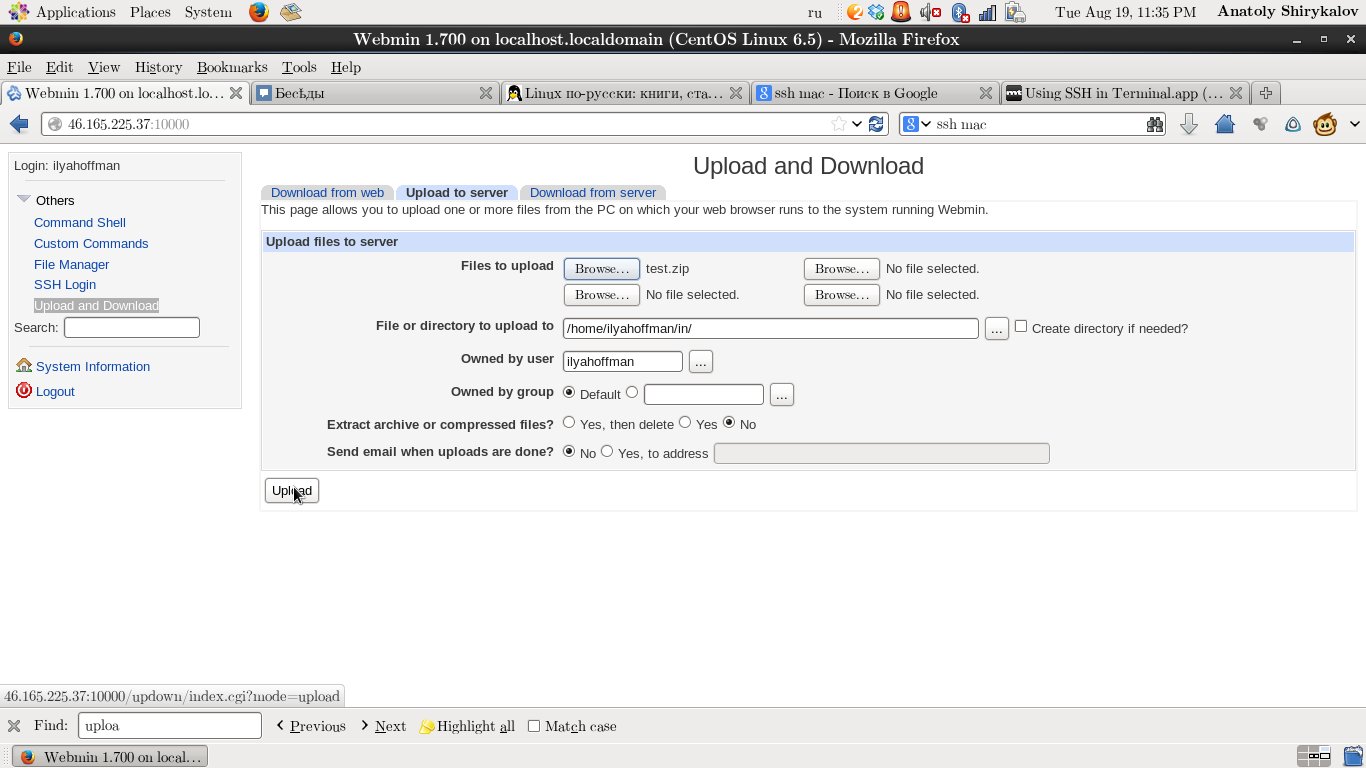 Applications Places System ru Tue Aug 19, 11:35 PM Anatoly Shirykalov
Webmin 1.700 on localhost.localdomain (CentOS Linux 6.5) - Mozilla Firefox
File Edit View History Bookmarks Tools Help
Webmin 1.700 on localhost.lo... Бесѣды Linux по-русски: книги, ста... ssh mac - Поиск в Google Using SSH in Terminal.app (...
46.165.225.37:10000 ssh mac
Login: ilyahoffman
Others
Command Shell
Custom Commands
File Manager
SSH Login
Upload and Download
Search:
System Information
Logout
Upload and Download
Download from web Upload to server Download from server
This page allows you to upload one or more files from the PC on which your web browser runs to the system running Webmin.
Upload files to server
Files to upload Browse... test.zip Browse... No file selected.
Browse... No file selected. Browse... No file selected.
File or directory to upload to /home/ilyahoffman/in/ ... Create directory if needed?
Owned by user ilyahoffman ...
Owned by group Default ...
Extract archive or compressed files? Yes, then delete Yes No
Send email when uploads are done? No Yes, to address
Upload
46.165.225.37:10000/updown/index.cgi?mode=upload
Find: uploa Previous Next Highlight all Match case
Webmin 1.700 on local...